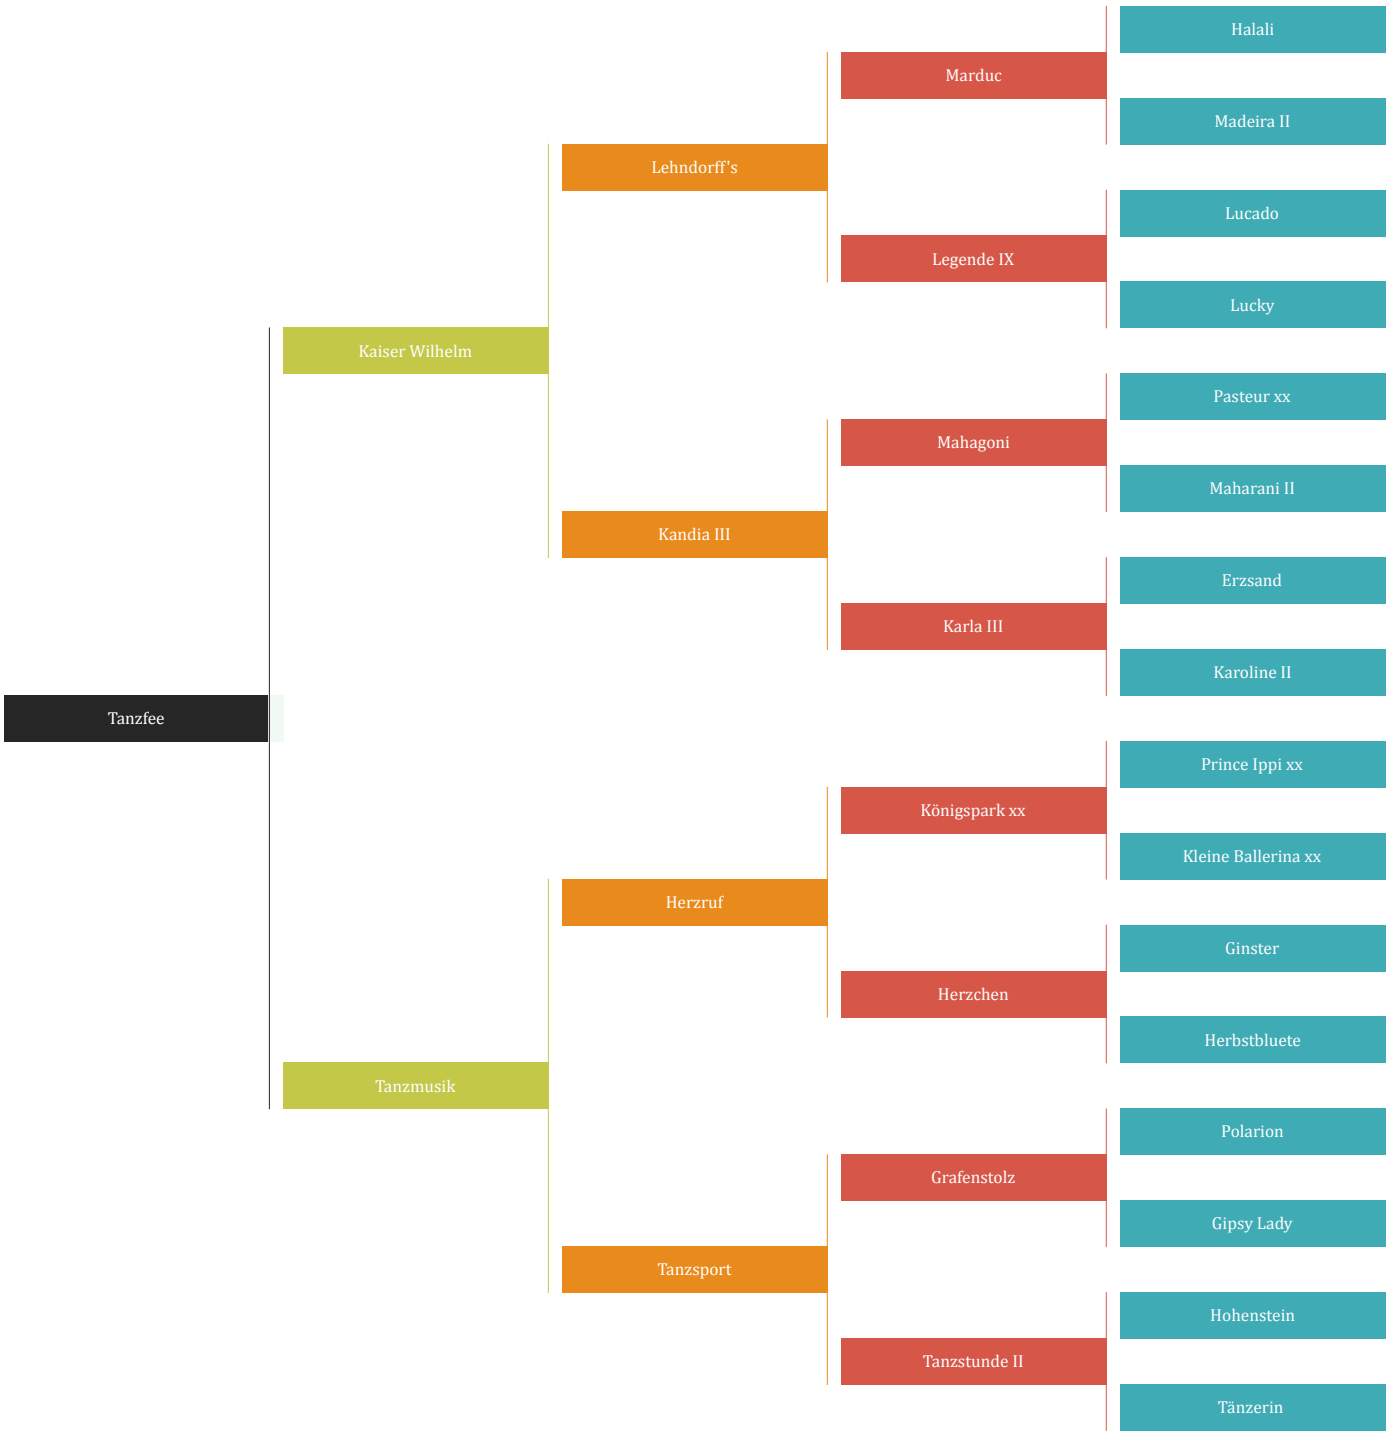 Halali
Marduc
Madeira II
Lehndorff's
Lucado
Legende IX
Lucky
Kaiser Wilhelm
Pasteur xx
Mahagoni
Maharani II
Kandia III
Erzsand
Karla III
Karoline II
Tanzfee
Prince Ippi xx
Königspark xx
Kleine Ballerina xx
Herzruf
Ginster
Herzchen
Herbstbluete
Tanzmusik
Polarion
Grafenstolz
Gipsy Lady
Tanzsport
Hohenstein
Tanzstunde II
Tänzerin